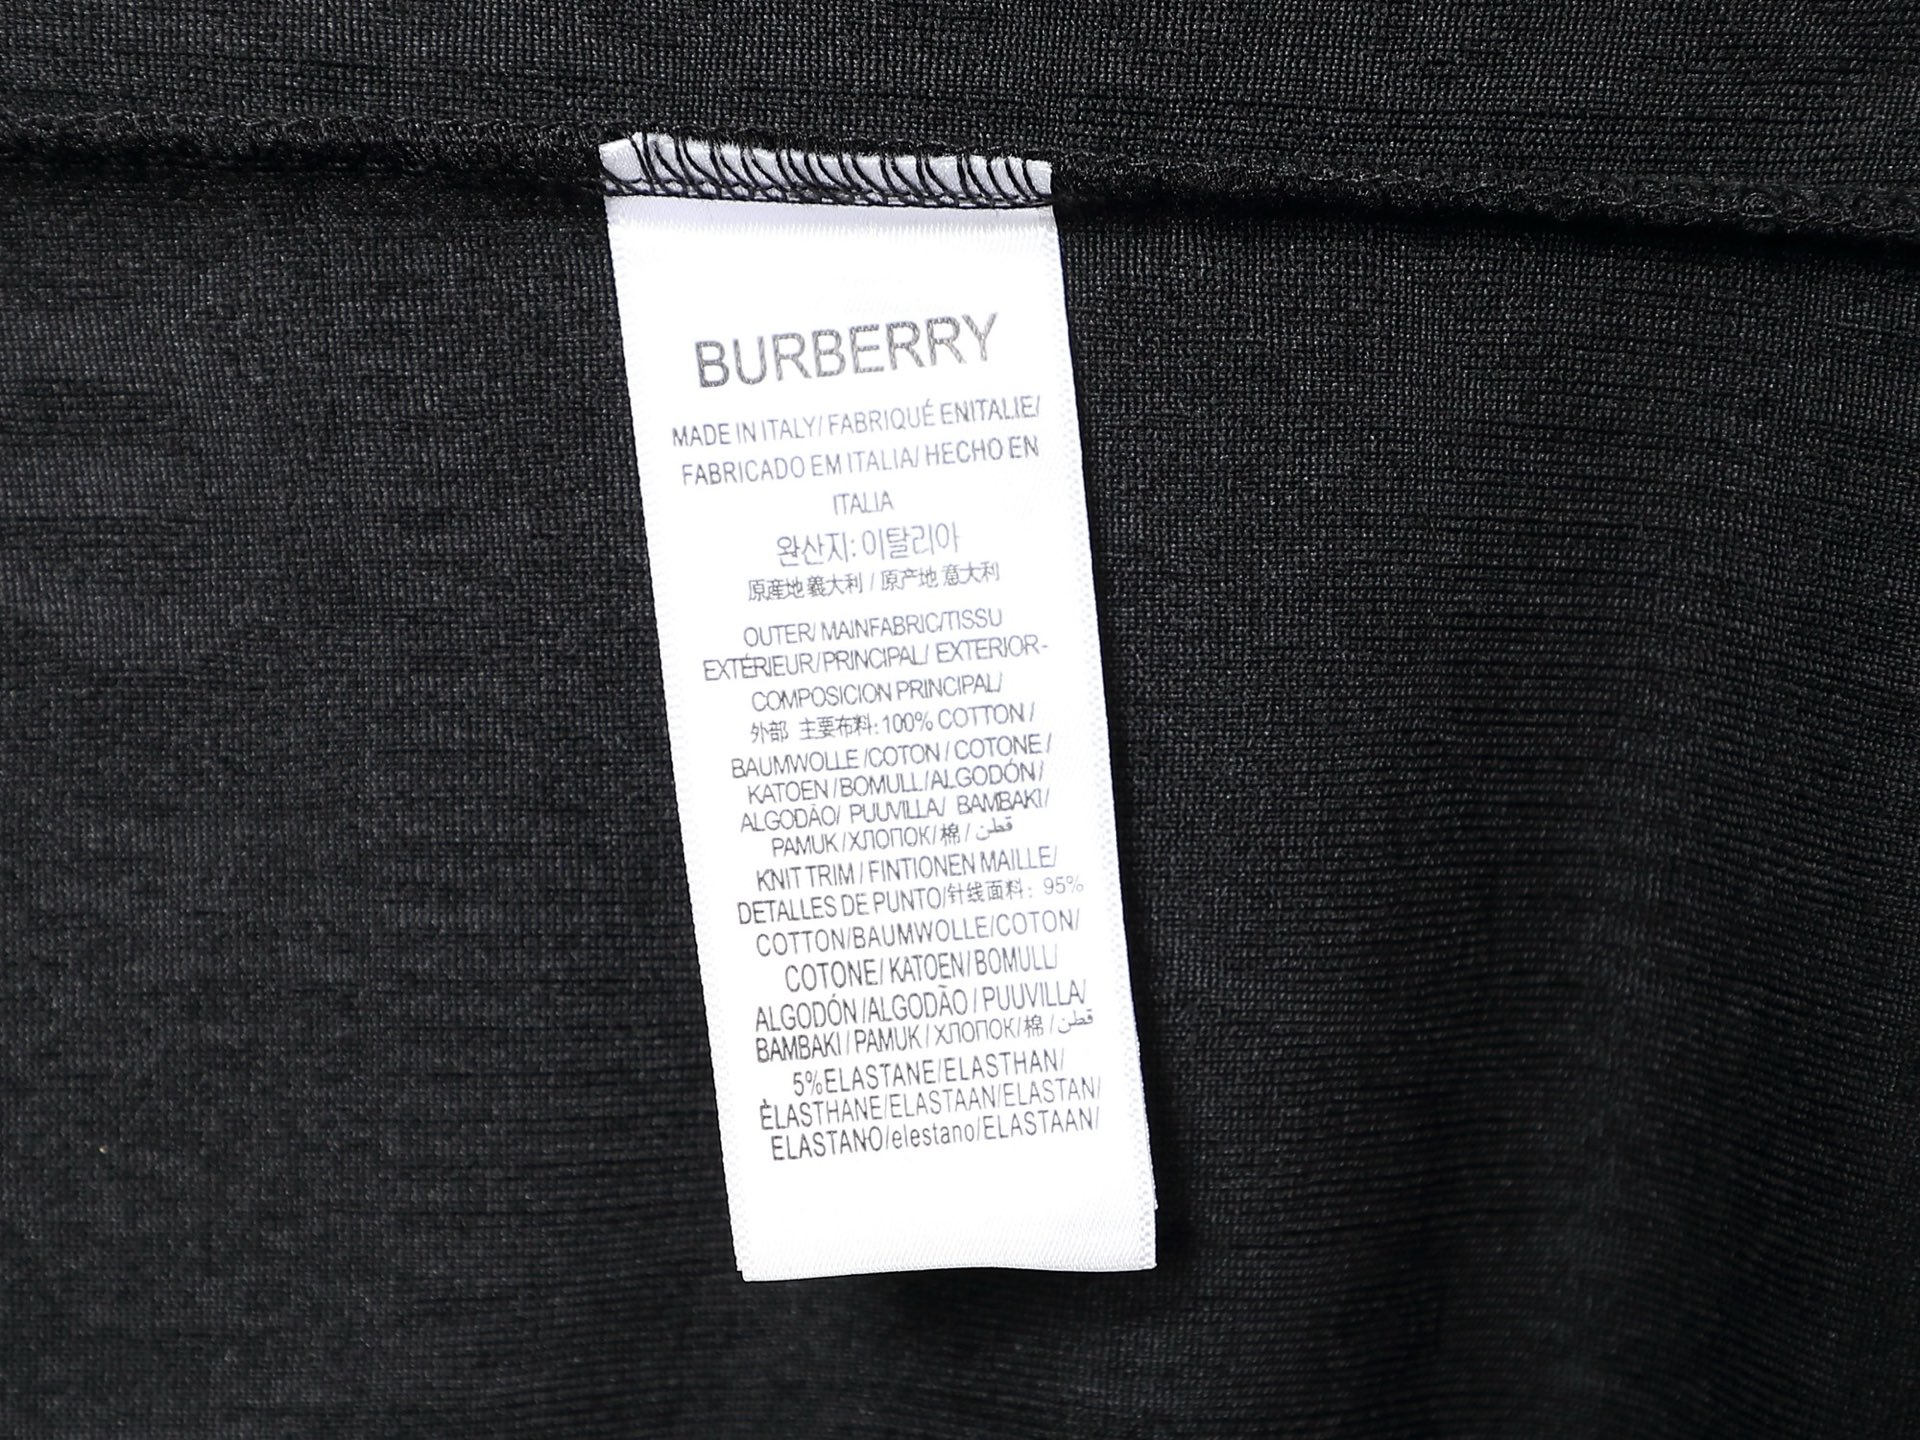 BURBERRY
MADE IN ITALY/ FABRIQUÉ ENITALIE/
FABRICADO EM ITALIA/ HECHO EN
ITALIA
완산지: 이탈리아
原産地義大利 / 原产地意大利
OUTER/ MAINFABRIC/TISSU
EXTÉRIEUR/PRINCIPAL/ EXTERIOR-
COMPOSICION PRINCIPAL/
外部 主要布料: 100% COTTON /
BAUMWOLLE /COTON / COTONE /
KATOEN /BOMULL/ALGODÓN/
ALGODÃO/ PUUVILLA/ BAMBAKI/
PAMUK /ХЛОПОК/棉 / قطن
KNIT TRIM / FINTIONEN MAILLE/
DETALLES DE PUNTO/针线面料: 95%
COTTON/BAUMWOLLE/COTON/
COTONE/ KATOEN/ BOMULL/
ALGODÓN /ALGODÃO / PUUVILLA/
BAMBAKI / PAMUK / ХЛОПОК/棉 / قطن
5%ELASTANE/ELASTHAN/
ÈLASTHANE/ELASTAAN/ELASTAN/
ELASTANO/elestano/ELASTAAN/